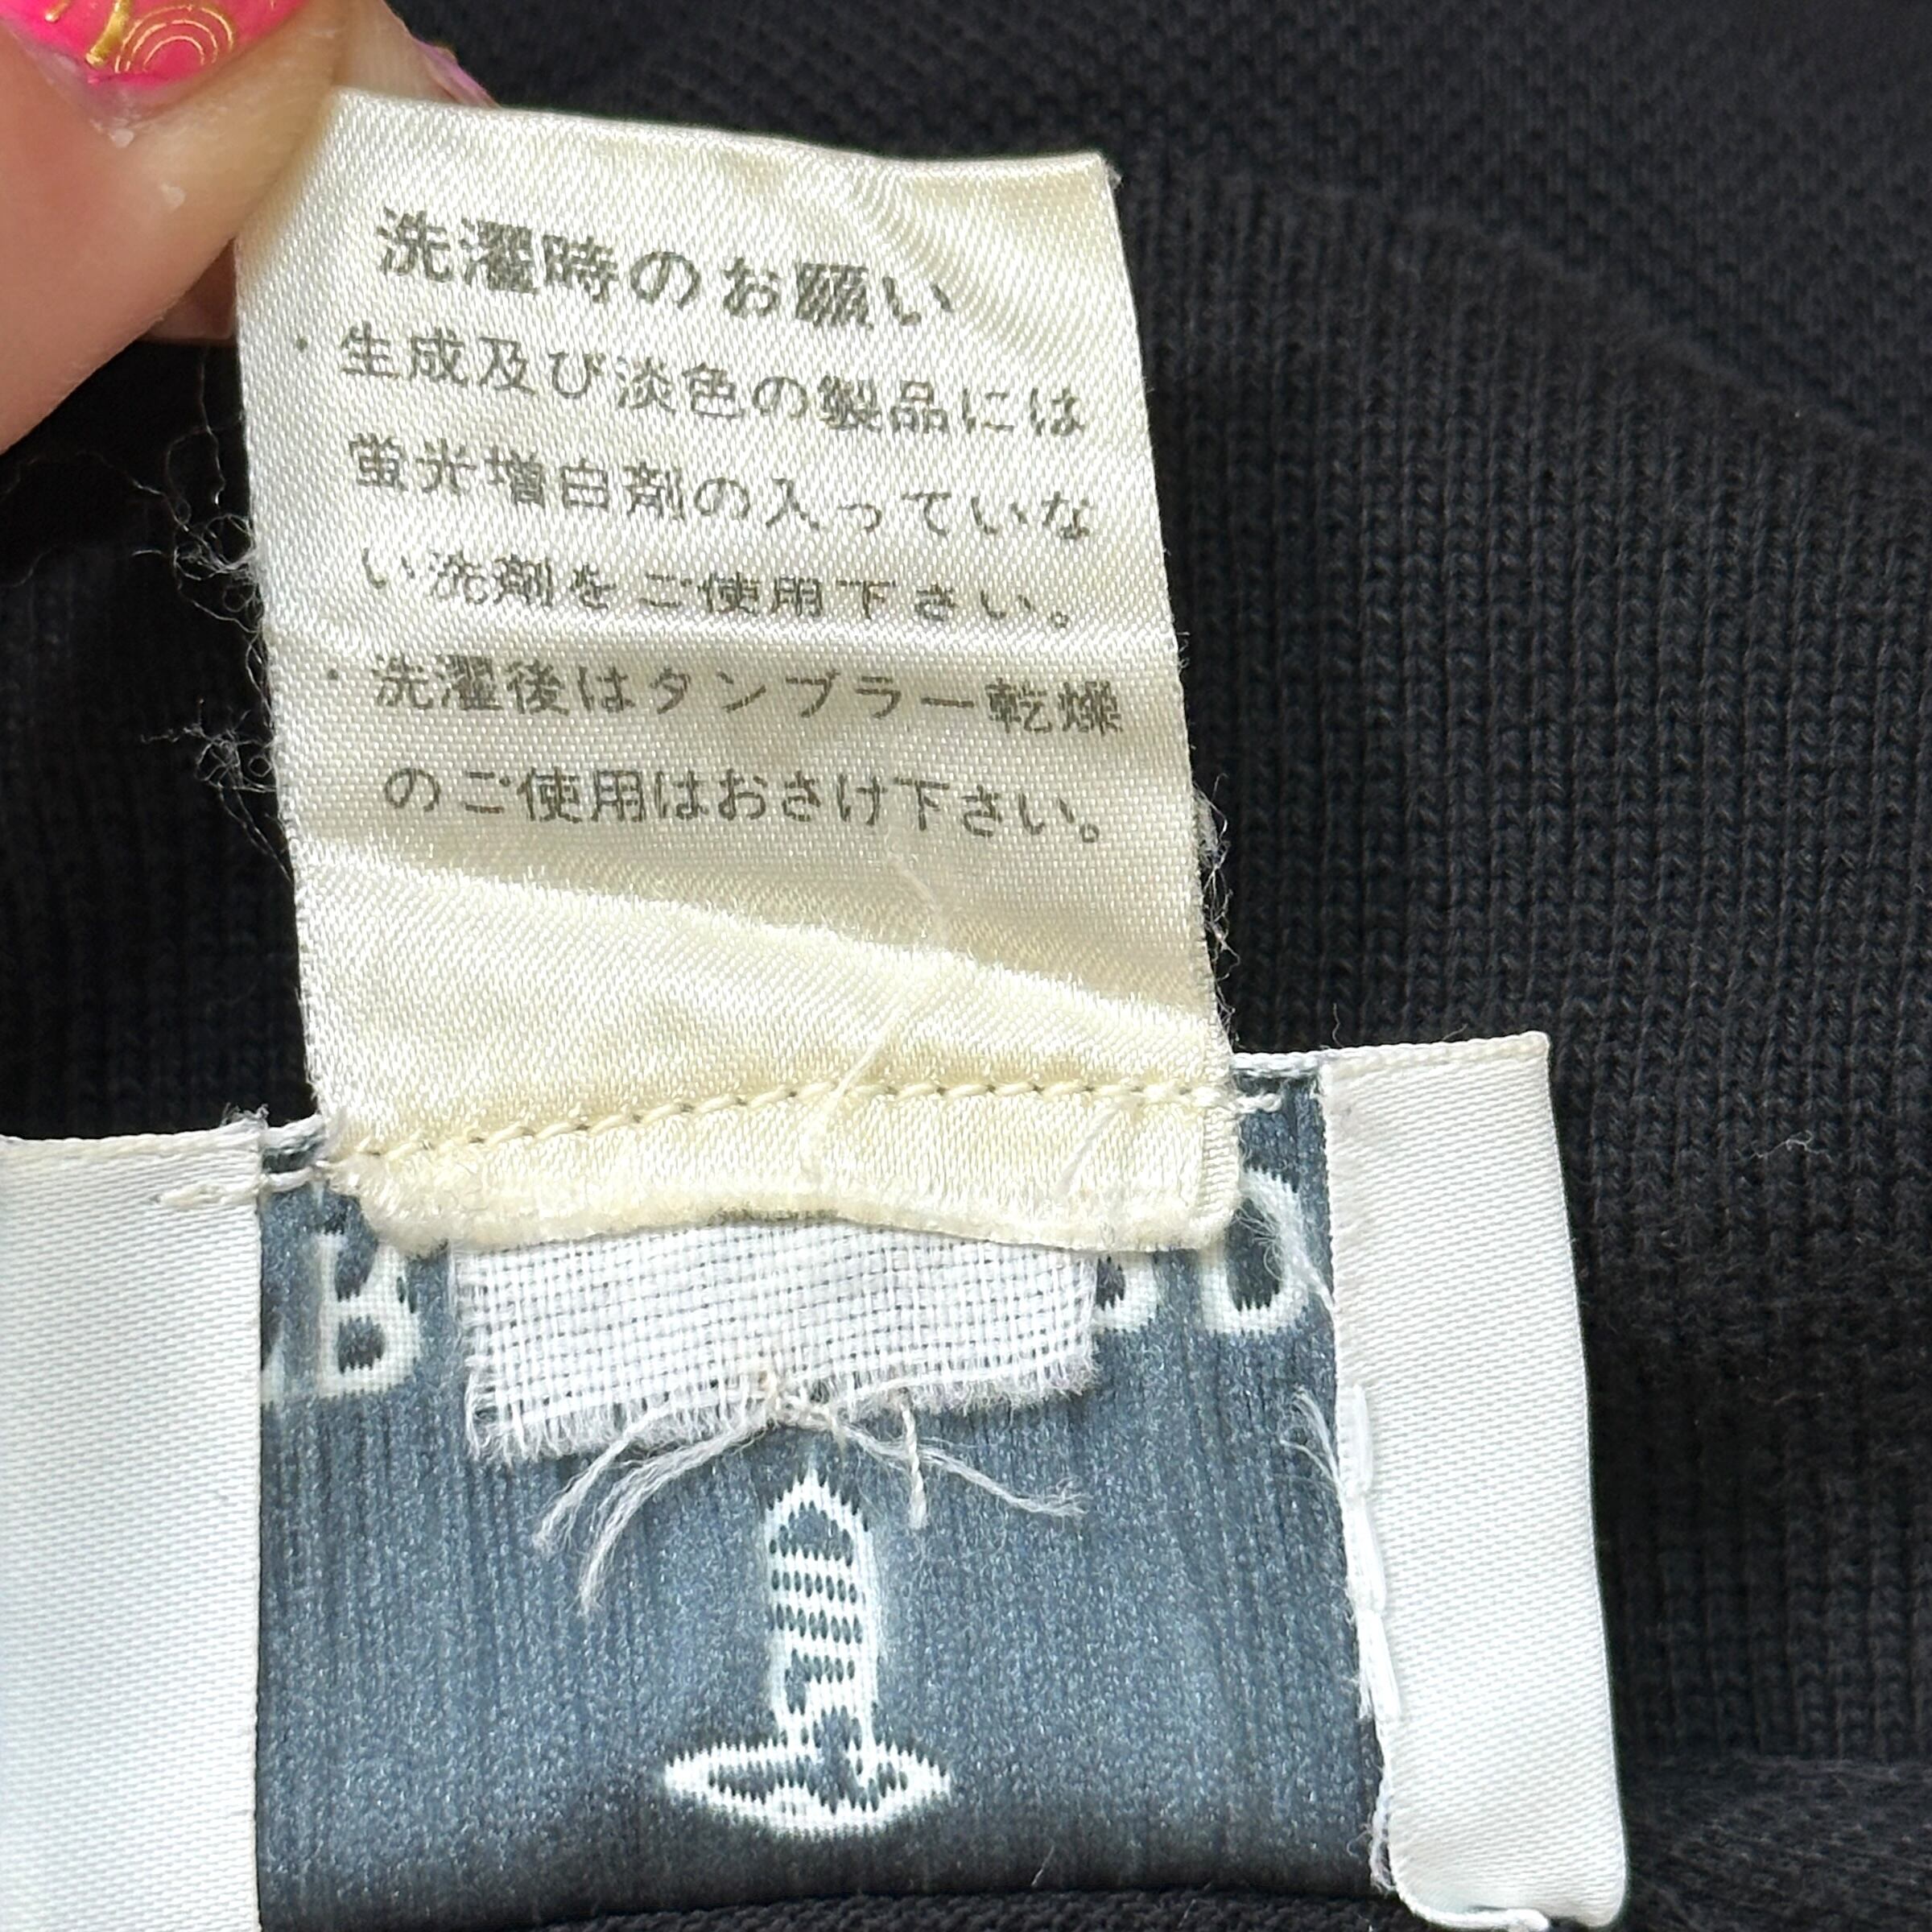 洗濯時のお願い
・生成及び淡色の製品には
蛍光増白剤の入っていな
い洗剤をご使用下さい。
・洗濯後はタンブラー乾燥
のご使用はおさけ下さい。